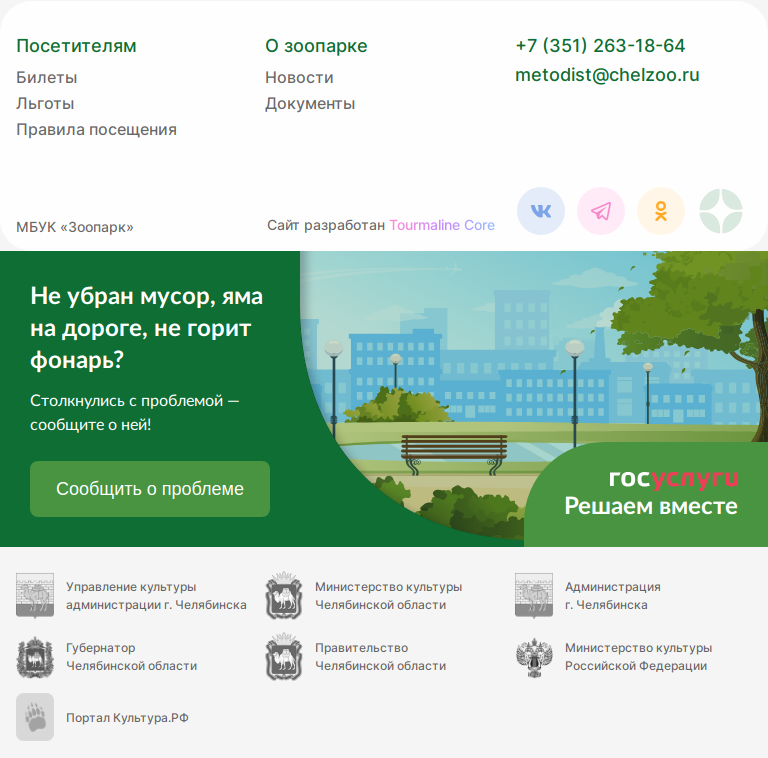 Посетителям
Билеты
Льготы
Правила посещения
О зоопарке
Новости
Документы
+7 (351) 263-18-64
metodist@chelzoo.ru
МБУК «Зоопарк»
Сайт разработан Tourmaline Core
Не убран мусор, яма
на дороге, не горит
фонарь?
Столкнулись с проблемой —
сообщите о ней!
Сообщить о проблеме
госуслуги
Решаем вместе
Управление культуры
администрации г. Челябинска
Министерство культуры
Челябинской области
Администрация
г. Челябинска
Губернатор
Челябинской области
Правительство
Челябинской области
Министерство культуры
Российской Федерации
Портал Культура.РФ